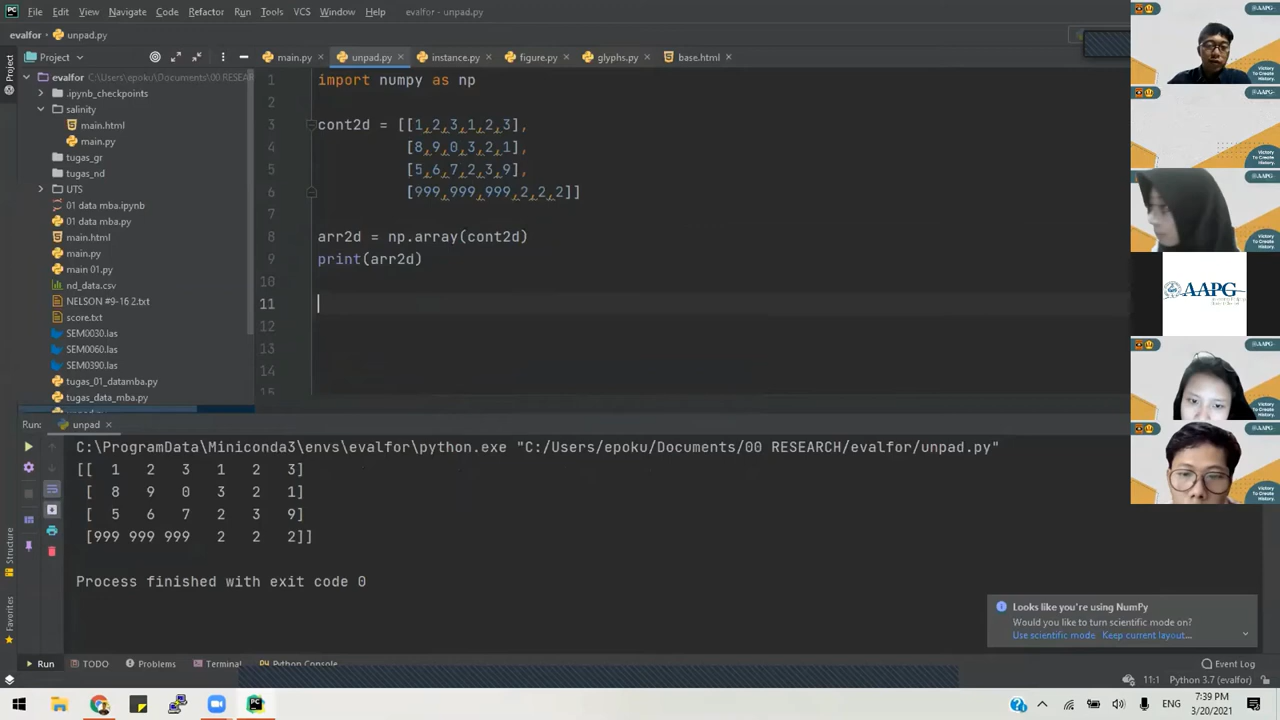 File Edit View Navigate Code Refactor Run Tools VCS Window Help evalfor - unpad.py
evalfor unpad.py
Project main.py unpad.py instance.py figure.py glyphs.py base.html
Project
evalfor C:\Users\epoku\Documents\00 RESEAR
.ipynb_checkpoints
salinity
main.html
main.py
tugas_gr
tugas_nd
UTS
01 data mba.ipynb
01 data mba.py
main.html
main.py
main 01.py
nd_data.csv
NELSON #9-16 2.txt
score.txt
SEM0030.las
SEM0060.las
SEM0390.las
tugas_01_datamba.py
tugas_data_mba.py
1 import numpy as np
2
3 cont2d = [[1,2,3,1,2,3],
4 [8,9,0,3,2,1],
5 [5,6,7,2,3,9],
6 [999,999,999,2,2,2]]
7
8 arr2d = np.array(cont2d)
9 print(arr2d)
10
11
12
13
14
15
Victory
To Create
History.
AAPG
Run: unpad
C:\ProgramData\Miniconda3\envs\evalfor\python.exe "C:/Users/epoku/Documents/00 RESEARCH/evalfor/unpad.py"
[[  1   2   3   1   2   3]
[  8   9   0   3   2   1]
[  5   6   7   2   3   9]
[999 999 999   2   2   2]]
Process finished with exit code 0
Structure
Favorites
Looks like you're using NumPy
Would you like to turn scientific mode on?
Use scientific mode Keep current layout...
Run TODO Problems Terminal Python Console Event Log
11:1 Python 3.7 (evalfor)
ENG 7:39 PM
3/20/2021